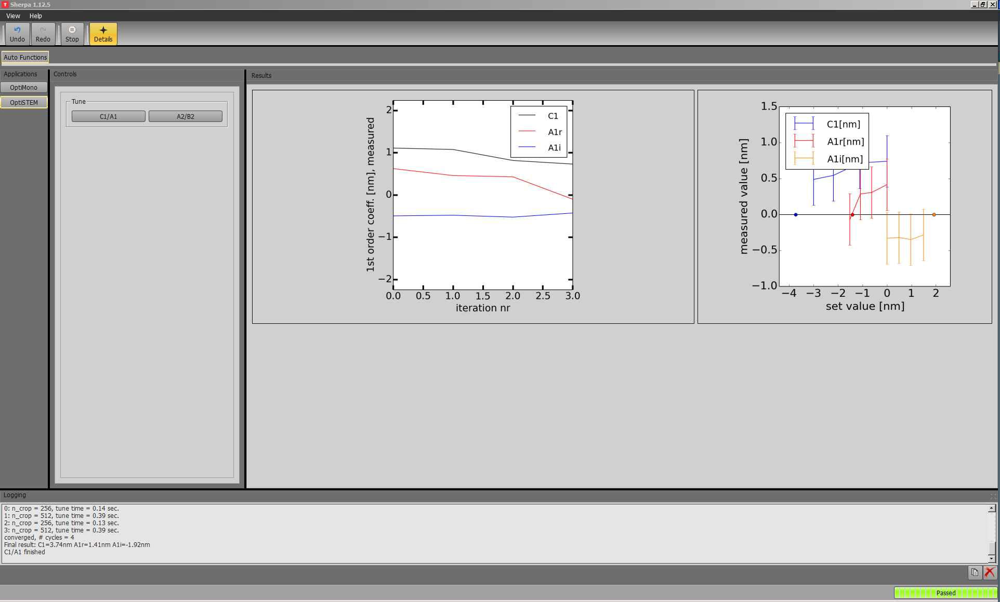 Sherpa 1.12.5
View Help
Undo Redo Stop Details
Auto Functions
Applications
OptiMono
OptiSTEM
Controls
Tune
C1/A1 A2/B2
Results
1st order coeff. [nm], measured
2
1
0
−1
−2
C1
A1r
A1i
0.0 0.5 1.0 1.5 2.0 2.5 3.0
iteration nr
measured value [nm]
1.5
1.0
0.5
0.0
−0.5
−1.0
C1[nm]
A1r[nm]
A1i[nm]
−4 −3 −2 −1 0 1 2
set value [nm]
Logging
0: n_crop = 256, tune time = 0.14 sec.
1: n_crop = 512, tune time = 0.39 sec.
2: n_crop = 256, tune time = 0.13 sec.
3: n_crop = 512, tune time = 0.39 sec.
converged, # cycles = 4
Final result: C1=3.74nm A1r=1.41nm A1i=-1.92nm
C1/A1 finished
Passed